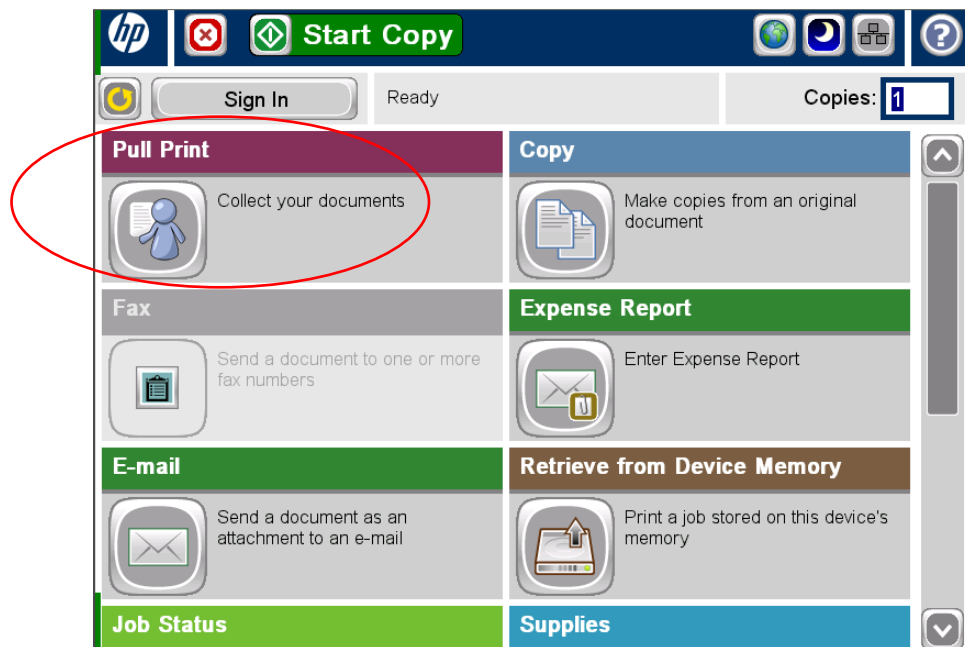 hp Start Copy ?
Sign In Ready Copies: 1
Pull Print
Collect your documents
Copy
Make copies from an original
document
Fax
Send a document to one or more
fax numbers
Expense Report
Enter Expense Report
E-mail
Send a document as an
attachment to an e-mail
Retrieve from Device Memory
Print a job stored on this device's
memory
Job Status
Supplies